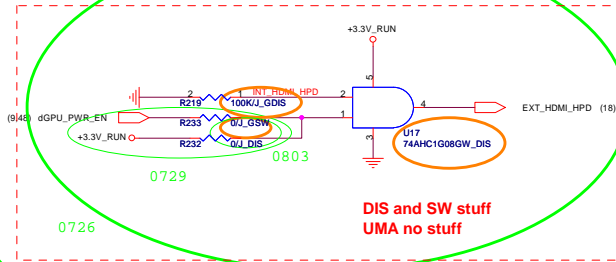 +3.3V_RUN
5
2 1 INT_HDMI_HPD 2
R219 100K/J_GDIS
4 EXT_HDMI_HPD (18)
(9,48) dGPU_PWR_EN 1
R233 0/J_GSW
+3.3V_RUN
R232 0/J_DIS
3
U17
74AHC1G08GW_DIS
0803
0729
0726
DIS and SW stuff
UMA no stuff